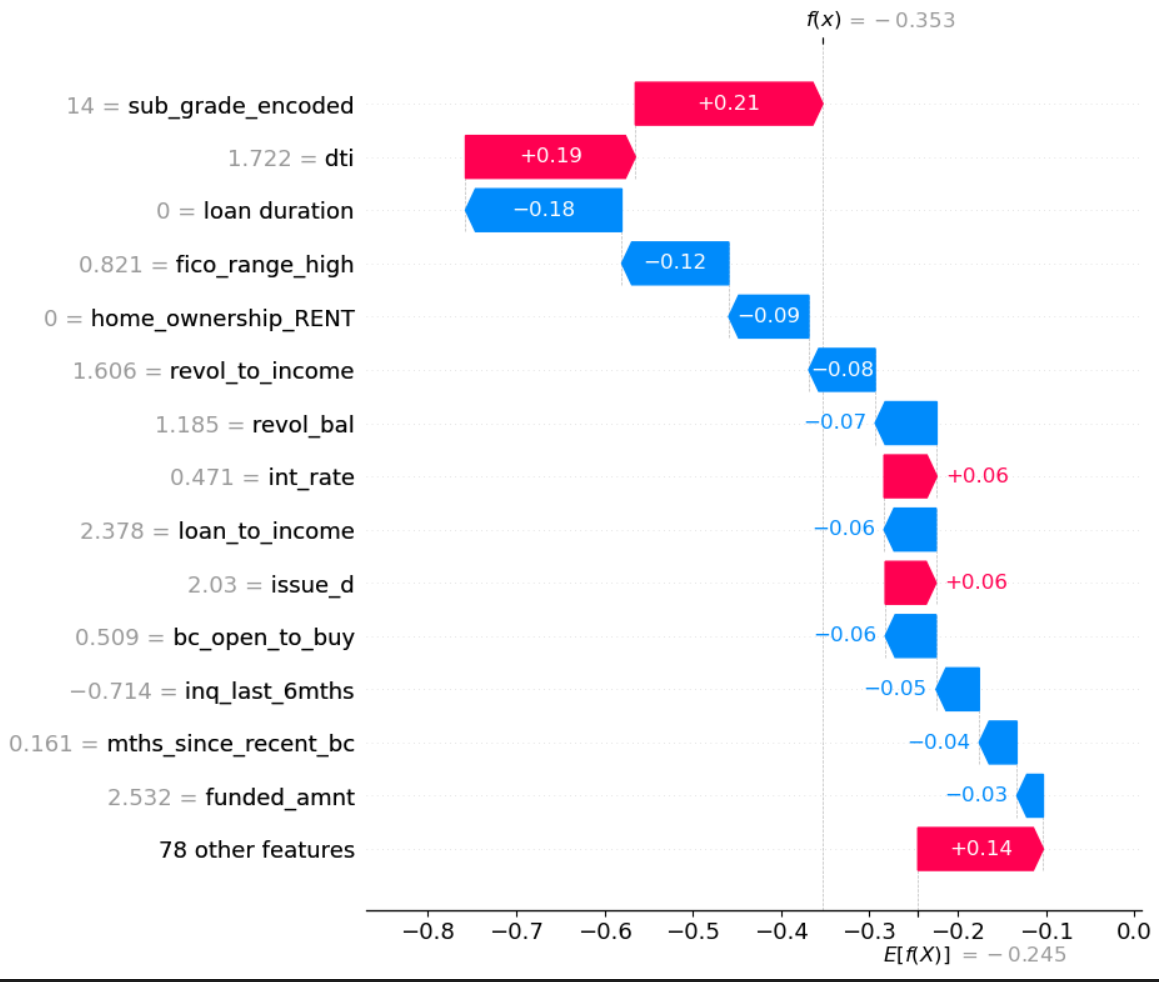 f(x) = −0.353
14 = sub_grade_encoded
+0.21
1.722 = dti
+0.19
0 = loan duration
−0.18
0.821 = fico_range_high
−0.12
0 = home_ownership_RENT
−0.09
1.606 = revol_to_income
−0.08
1.185 = revol_bal
−0.07
0.471 = int_rate
+0.06
2.378 = loan_to_income
−0.06
2.03 = issue_d
+0.06
0.509 = bc_open_to_buy
−0.06
−0.714 = inq_last_6mths
−0.05
0.161 = mths_since_recent_bc
−0.04
2.532 = funded_amnt
−0.03
78 other features
+0.14
−0.8 −0.7 −0.6 −0.5 −0.4 −0.3 −0.2 −0.1 0.0
E[f(X)] = −0.245